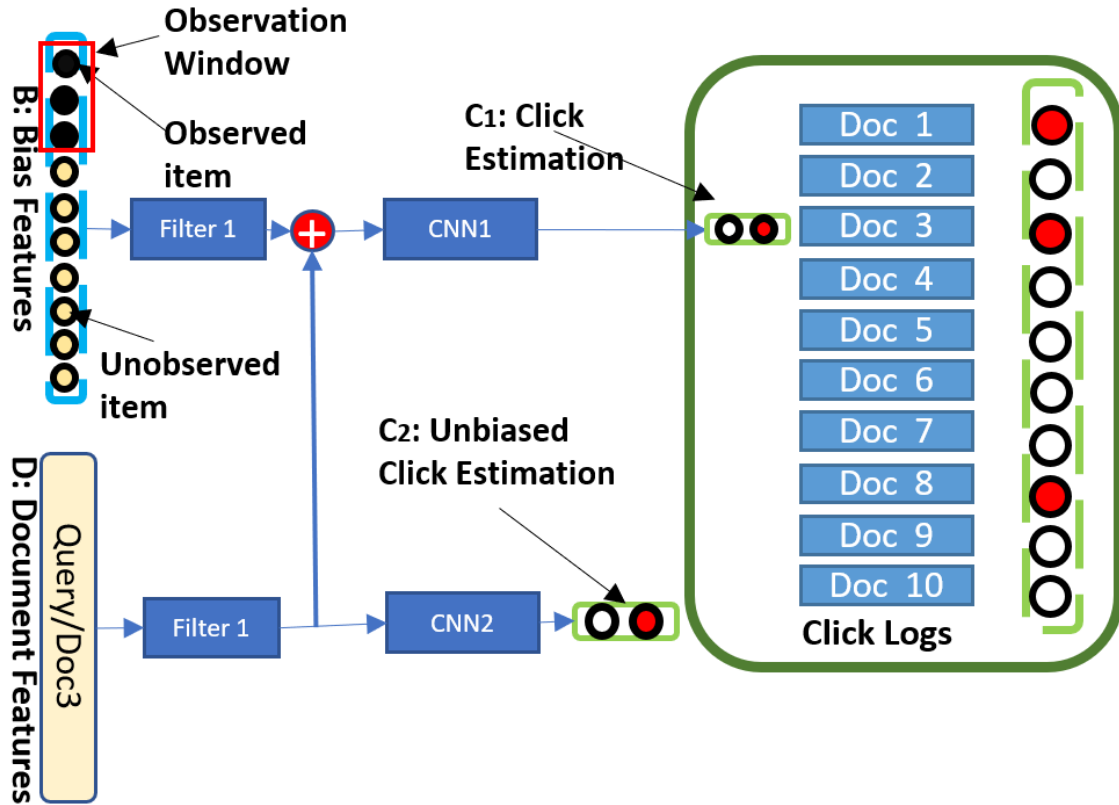 Observation
Window
B: Bias Features
Observed
item
Unobserved
item
Filter 1
+
CNN1
C1: Click
Estimation
D: Document Features
Query/Doc3
Filter 1
CNN2
C2: Unbiased
Click Estimation
Doc 1
Doc 2
Doc 3
Doc 4
Doc 5
Doc 6
Doc 7
Doc 8
Doc 9
Doc 10
Click Logs